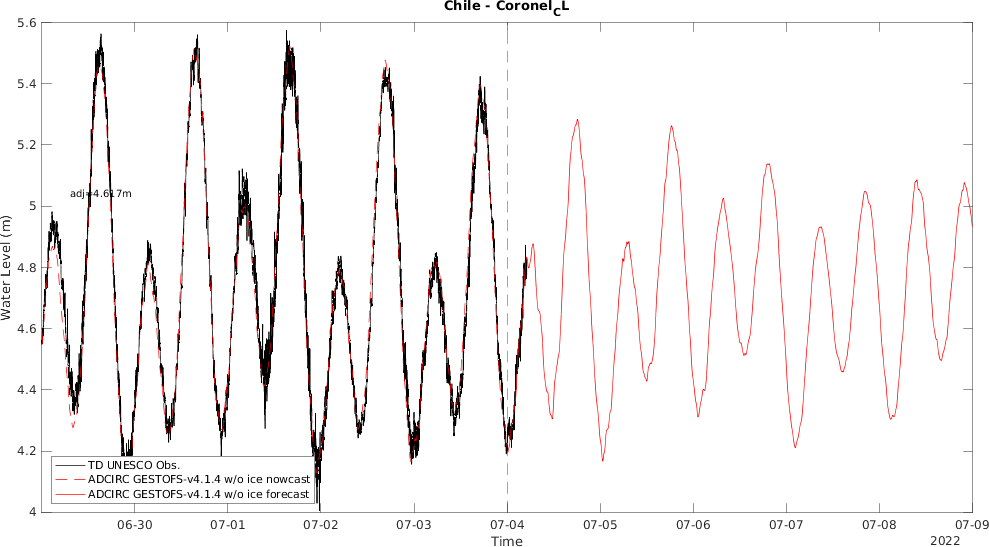 Chile - Coronel_CL
5.6
5.4
5.2
5
4.8
4.6
4.4
4.2
4
Water Level (m)
adj=4.617m
TD UNESCO Obs.
ADCIRC GESTOFS-v4.1.4 w/o ice nowcast
ADCIRC GESTOFS-v4.1.4 w/o ice forecast
06-30 07-01 07-02 07-03 07-04 07-05 07-06 07-07 07-08 07-09
Time
2022